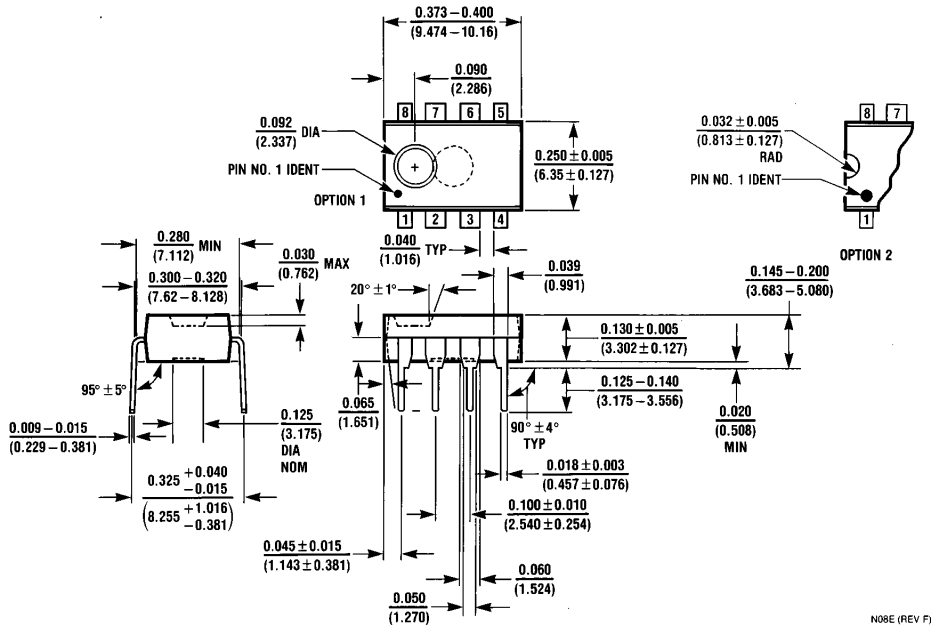 0.373 – 0.400
(9.474 – 10.16)
0.090
(2.286)
8 7 6 5
0.092 DIA
(2.337)
PIN NO. 1 IDENT
OPTION 1
1 2 3 4
0.250 ± 0.005
(6.35 ± 0.127)
0.032 ± 0.005
(0.813 ± 0.127)
RAD
PIN NO. 1 IDENT
8 7
1
OPTION 2
0.280 MIN
(7.112)
0.300 – 0.320
(7.62 – 8.128)
0.030 MAX
(0.762)
0.040 TYP
(1.016)
0.039
(0.991)
20° ± 1°
0.145 – 0.200
(3.683 – 5.080)
0.130 ± 0.005
(3.302 ± 0.127)
0.125 – 0.140
(3.175 – 3.556)
0.020
(0.508)
MIN
95° ± 5°
0.009 – 0.015
(0.229 – 0.381)
0.125
(3.175)
DIA
NOM
0.065
(1.651)
90° ± 4°
TYP
0.018 ± 0.003
(0.457 ± 0.076)
0.325 +0.040
−0.015
(8.255 +1.016
−0.381)
0.100 ± 0.010
(2.540 ± 0.254)
0.045 ± 0.015
(1.143 ± 0.381)
0.060
(1.524)
0.050
(1.270)
N08E (REV F)